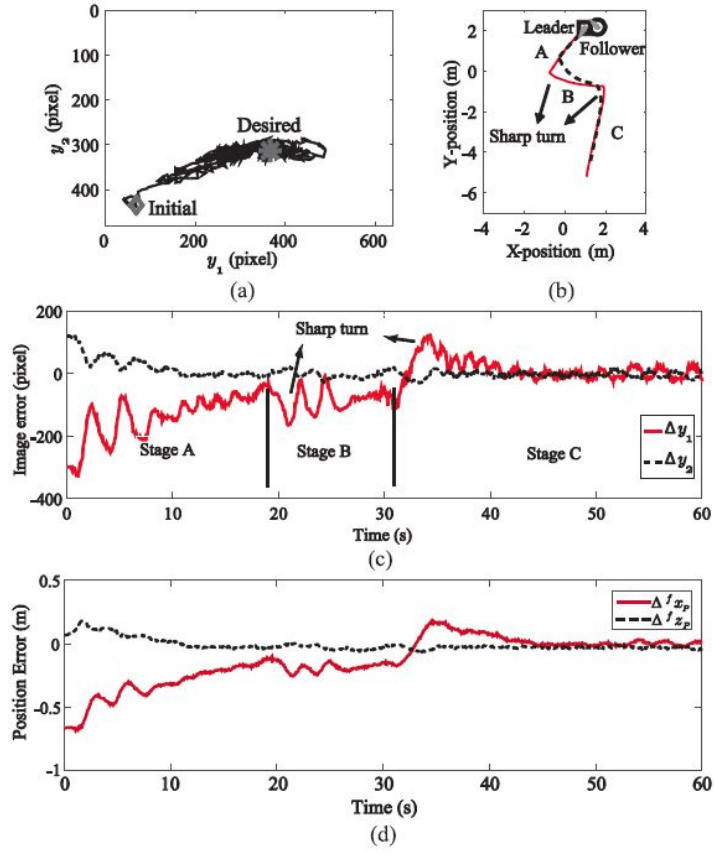 0
100
200
300
400
y₂ (pixel)
Desired
Initial
0 200 400 600
y₁ (pixel)
(a)
2
0
-2
-4
-6
Y-position (m)
Leader
Follower
A
B
Sharp turn
C
-4 -2 0 2 4
X-position (m)
(b)
200
0
-200
-400
Image error (pixel)
Sharp turn
Stage A Stage B Stage C
Δy₁
Δy₂
0 10 20 30 40 50 60
Time (s)
(c)
0.5
0
-0.5
-1
Position Error (m)
Δ ᶠxₚ
Δ ᶠzₚ
0 10 20 30 40 50 60
Time (s)
(d)